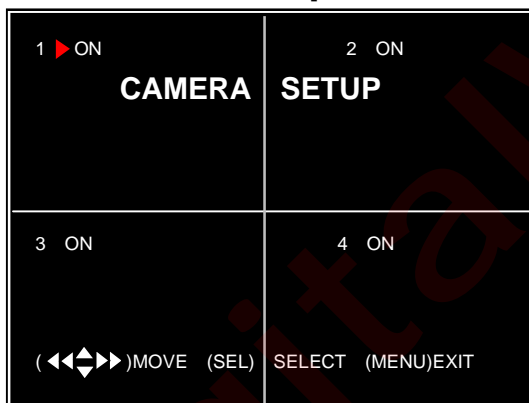 1 ▶ON 2 ON
CAMERA SETUP
3 ON 4 ON
(◀◀▲▼▶▶)MOVE (SEL) SELECT (MENU)EXIT